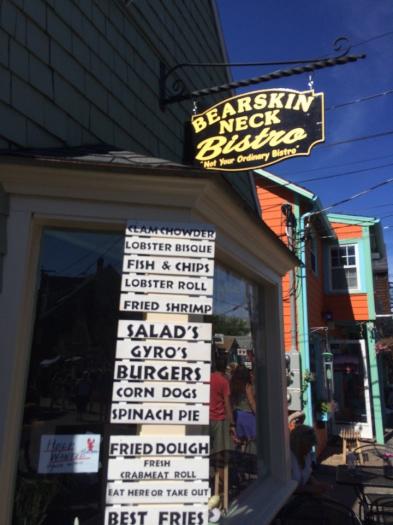 BEARSKIN
NECK
Bistro
"Not Your Ordinary Bistro"
CLAM CHOWDER
LOBSTER BISQUE
FISH & CHIPS
LOBSTER ROLL
FRIED SHRIMP
SALAD'S
GYRO'S
BURGERS
CORN DOGS
SPINACH PIE
FRIED DOUGH
FRESH
CRABMEAT ROLL
EAT HERE OR TAKE OUT
BEST FRIES